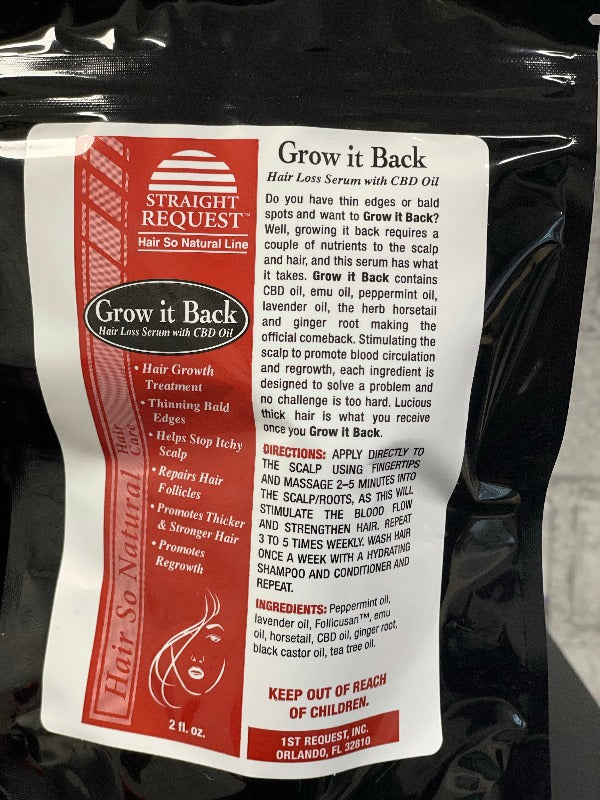 STRAIGHT
REQUEST™
Hair So Natural Line
Grow it Back
Hair Loss Serum with CBD Oil
• Hair Growth
Treatment
• Thinning Bald
Edges
• Helps Stop Itchy
Scalp
• Repairs Hair
Follicles
• Promotes Thicker
& Stronger Hair
• Promotes
Regrowth
Hair So Natural
Hair
Care
2 fl. oz.
Grow it Back
Hair Loss Serum with CBD Oil
Do you have thin edges or bald
spots and want to Grow it Back?
Well, growing it back requires a
couple of nutrients to the scalp
and hair, and this serum has what
it takes. Grow it Back contains
CBD oil, emu oil, peppermint oil,
lavender oil, the herb horsetail
and ginger root making the
official comeback. Stimulating the
scalp to promote blood circulation
and regrowth, each ingredient is
designed to solve a problem and
no challenge is too hard. Lucious
thick hair is what you receive
once you Grow it Back.
DIRECTIONS: APPLY DIRECTLY TO
THE SCALP USING FINGERTIPS
AND MASSAGE 2–5 MINUTES INTO
THE SCALP/ROOTS, AS THIS WILL
STIMULATE THE BLOOD FLOW
AND STRENGTHEN HAIR. REPEAT
3 TO 5 TIMES WEEKLY. WASH HAIR
ONCE A WEEK WITH A HYDRATING
SHAMPOO AND CONDITIONER AND
REPEAT.
INGREDIENTS: Peppermint oil,
lavender oil, Follicusan™, emu
oil, horsetail, CBD oil, ginger root,
black castor oil, tea tree oil.
KEEP OUT OF REACH
OF CHILDREN.
1ST REQUEST, INC.
ORLANDO, FL 32810